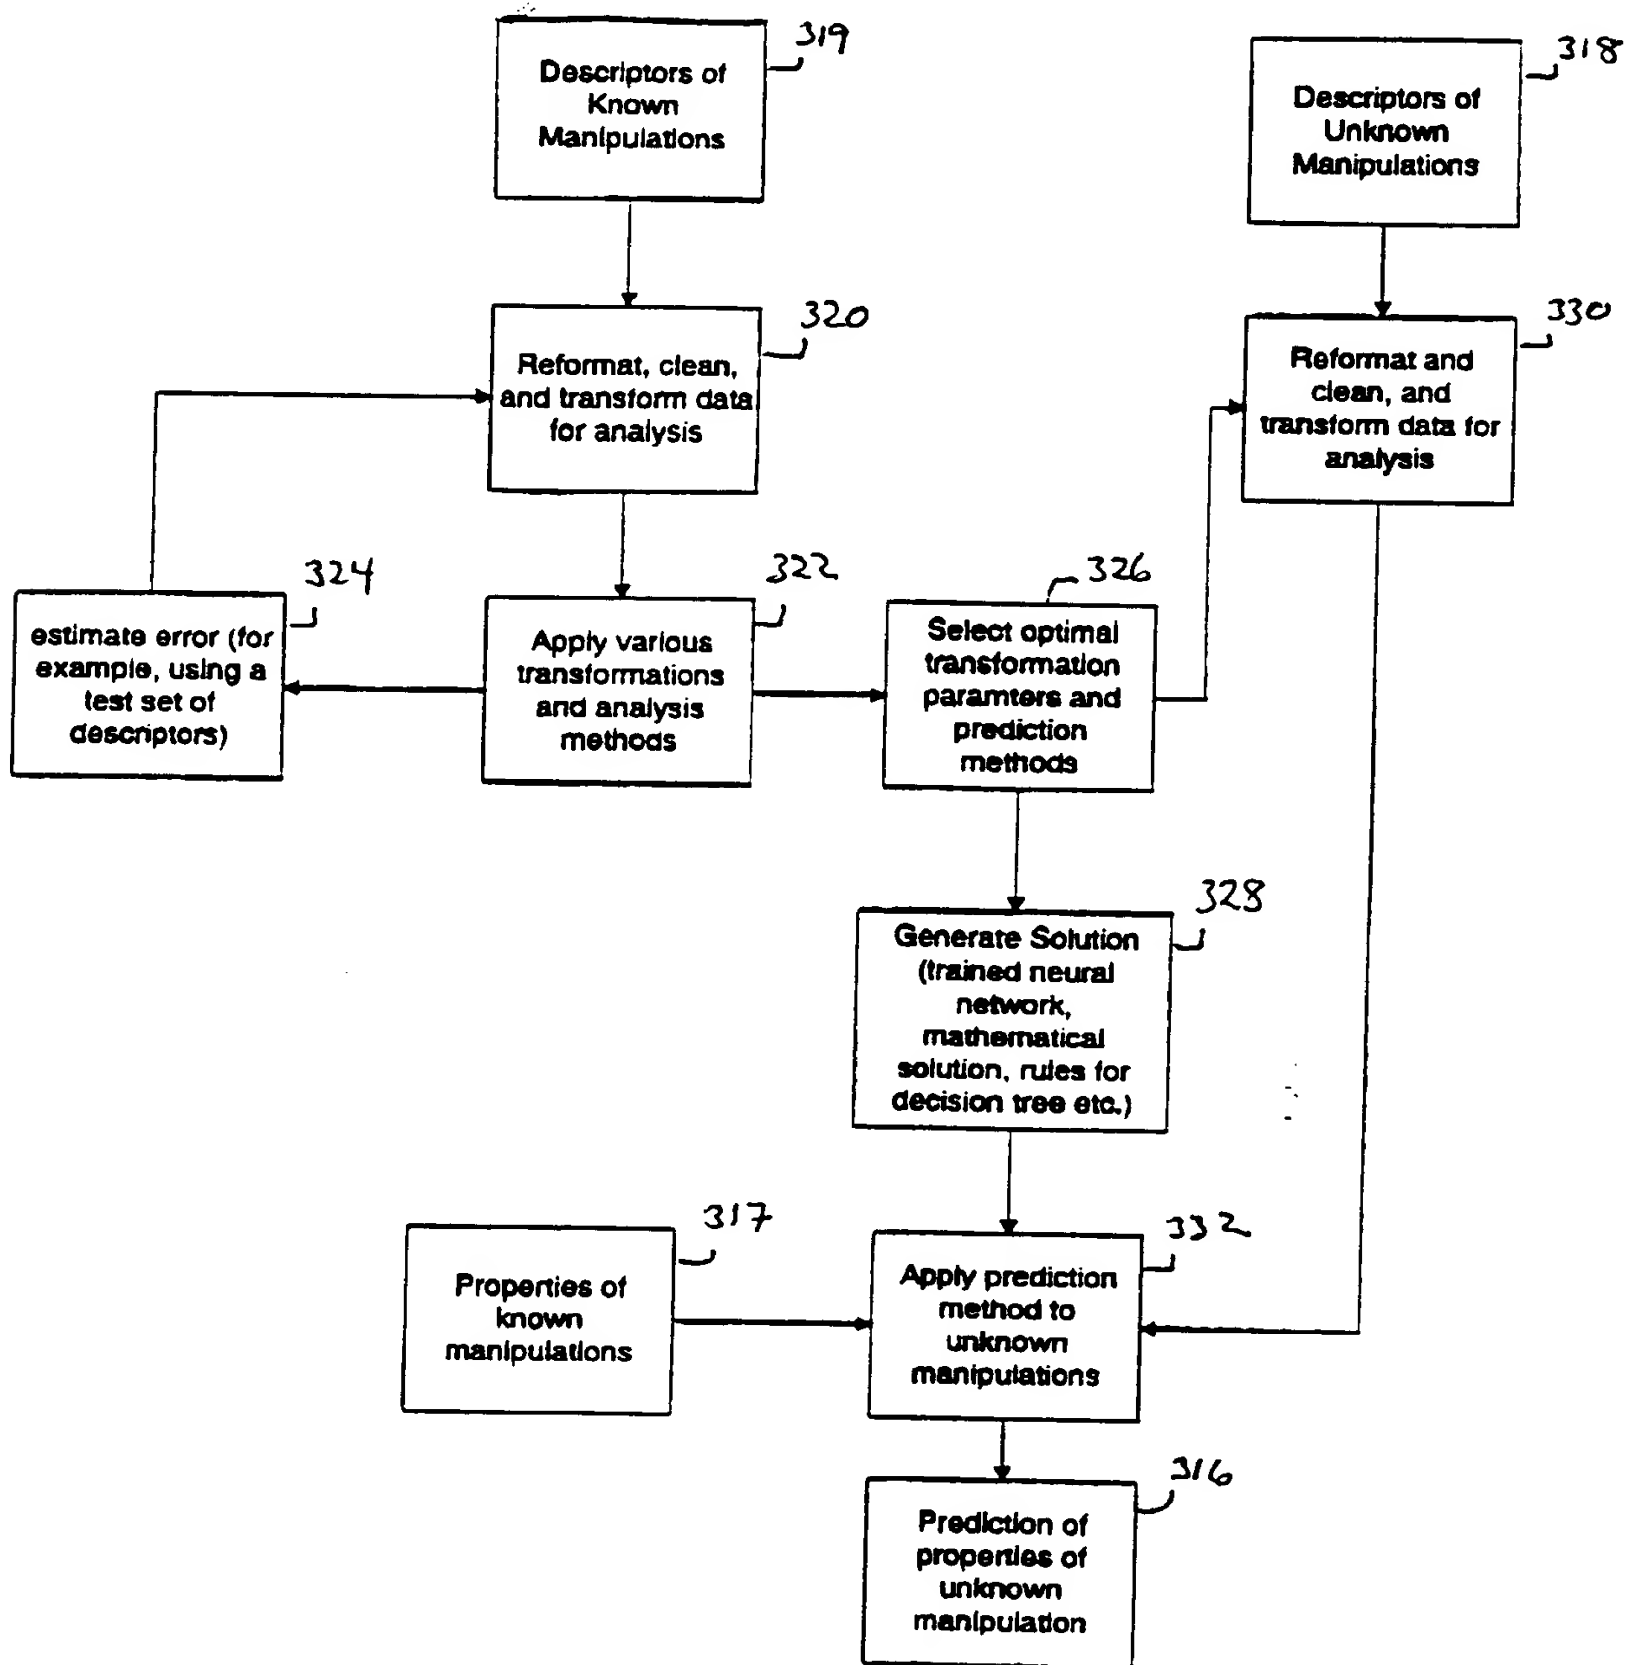 319
Descriptors of
Known
Manipulations
318
Descriptors of
Unknown
Manipulations
320
Reformat, clean,
and transform data
for analysis
330
Reformat and
clean, and
transform data for
analysis
324
estimate error (for
example, using a
test set of
descriptors)
322
Apply various
transformations
and analysis
methods
326
Select optimal
transformation
paramters and
prediction
methods
328
Generate Solution
(trained neural
network,
mathematical
solution, rules for
decision tree etc.)
317
Properties of
known
manipulations
332
Apply prediction
method to
unknown
manipulations
316
Prediction of
properties of
unknown
manipulation